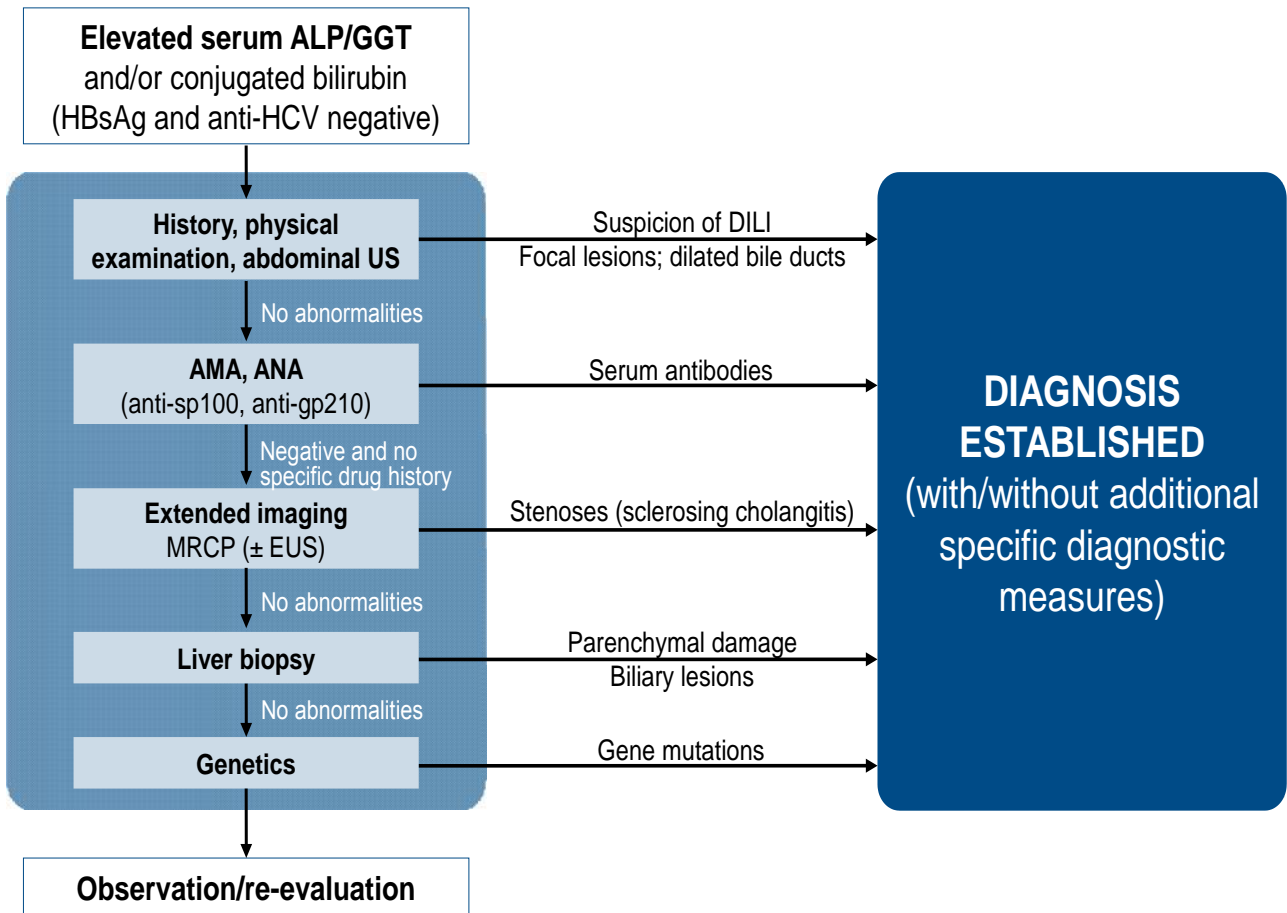 Elevated serum ALP/GGT
and/or conjugated bilirubin
(HBsAg and anti-HCV negative)
History, physical
examination, abdominal US
Suspicion of DILI
Focal lesions; dilated bile ducts
No abnormalities
AMA, ANA
(anti-sp100, anti-gp210)
Serum antibodies
Negative and no
specific drug history
Extended imaging
MRCP (± EUS)
Stenoses (sclerosing cholangitis)
No abnormalities
Liver biopsy
Parenchymal damage
Biliary lesions
No abnormalities
Genetics
Gene mutations
Observation/re-evaluation
DIAGNOSIS
ESTABLISHED
(with/without additional
specific diagnostic
measures)